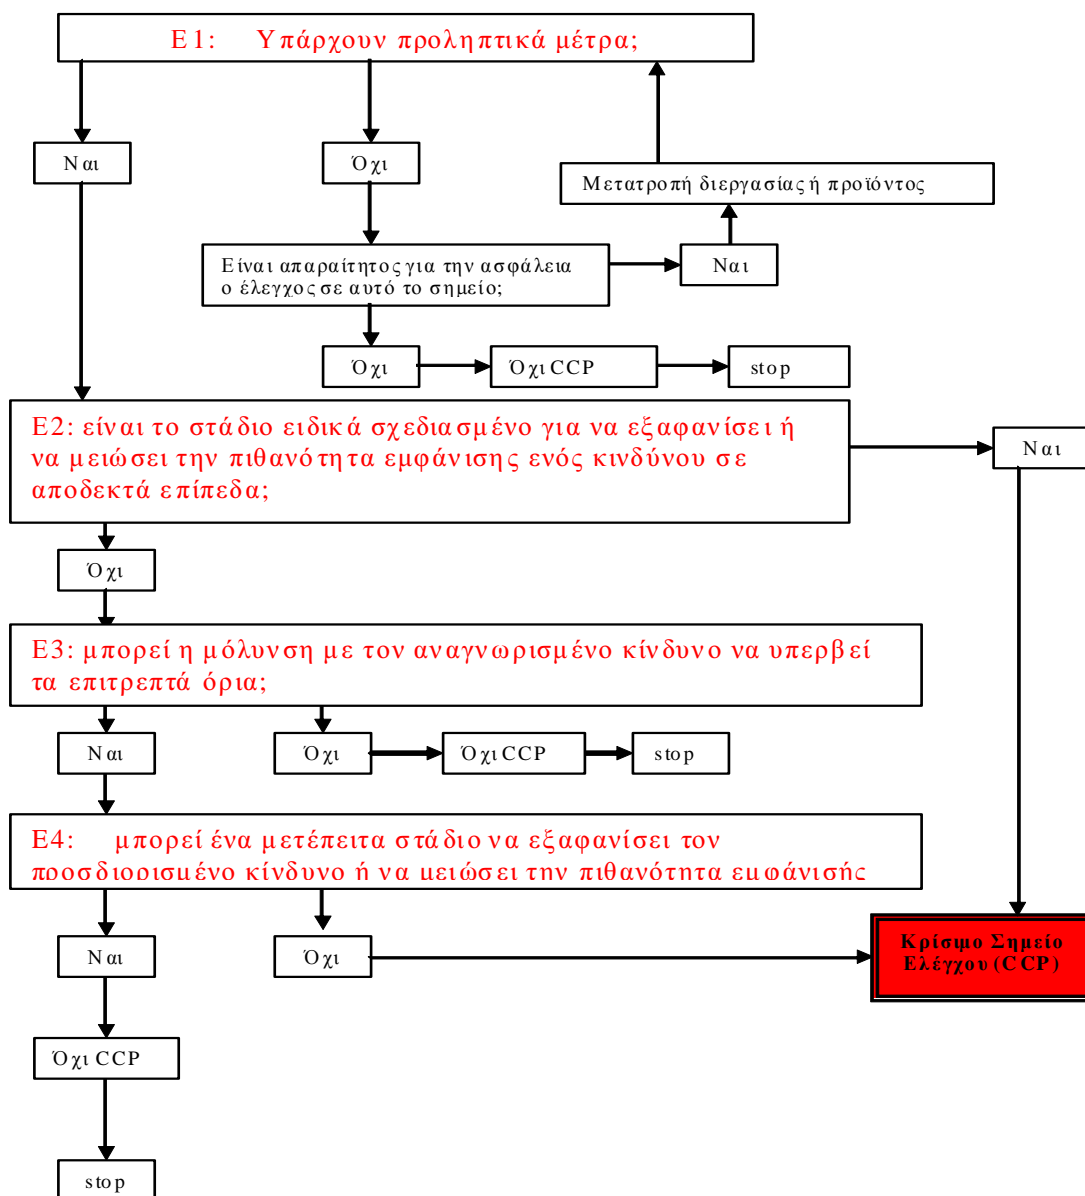 E1: Υπάρχουν προληπτικά μέτρα;
Ναι
Όχι
Μετατροπή διεργασίας ή προϊόντος
Είναι απαραίτητος για την ασφάλεια
ο έλεγχος σε αυτό το σημείο;
Ναι
Όχι
Όχι CCP
stop
E2: είναι το στάδιο ειδικά σχεδιασμένο για να εξαφανίσει ή
να μειώσει την πιθανότητα εμφάνισης ενός κινδύνου σε
αποδεκτά επίπεδα;
Ναι
Όχι
E3: μπορεί η μόλυνση με τον αναγνωρισμένο κίνδυνο να υπερβεί
τα επιτρεπτά όρια;
Ναι
Όχι
Όχι CCP
stop
E4: μπορεί ένα μετέπειτα στάδιο να εξαφανίσει τον
προσδιορισμένο κίνδυνο ή να μειώσει την πιθανότητα εμφάνισής
Ναι
Όχι
Κρίσιμο Σημείο
Ελέγχου (CCP)
Όχι CCP
stop